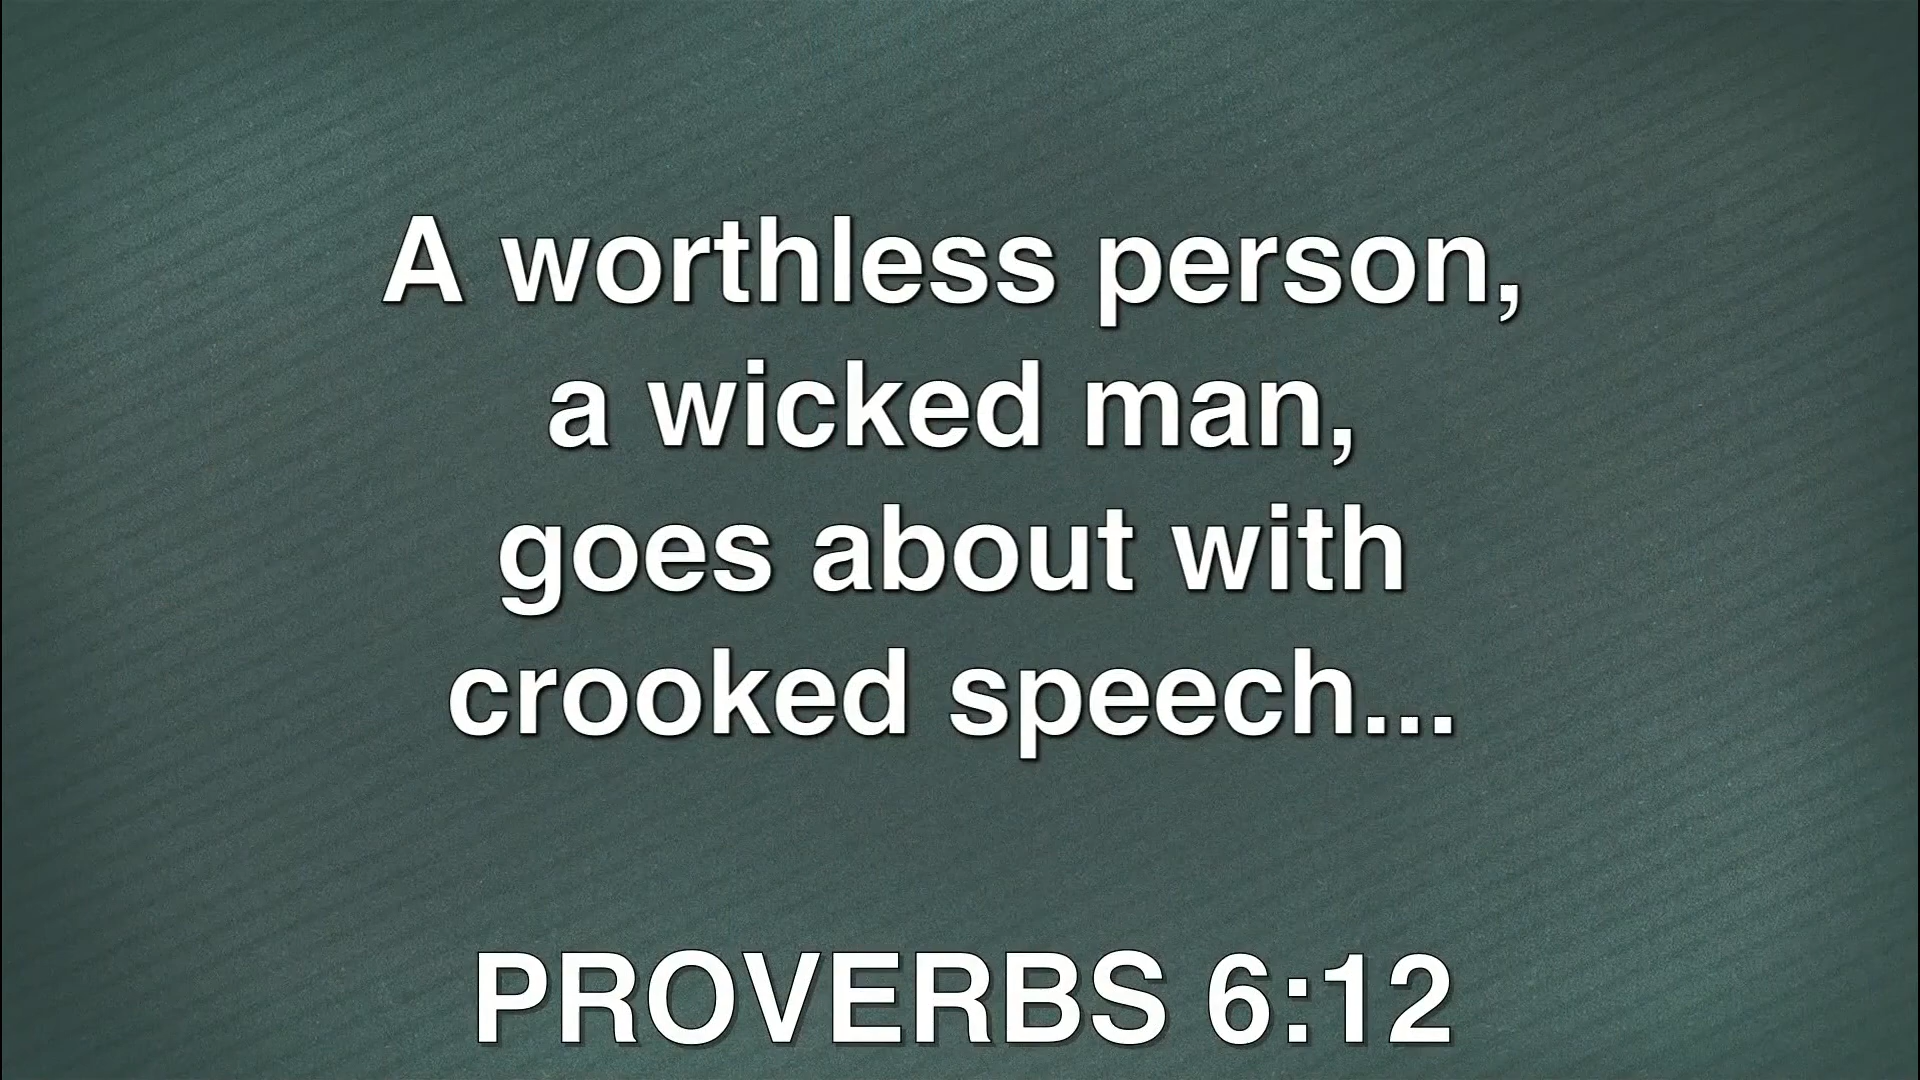 A worthless person,
a wicked man,
goes about with
crooked speech...
PROVERBS 6:12